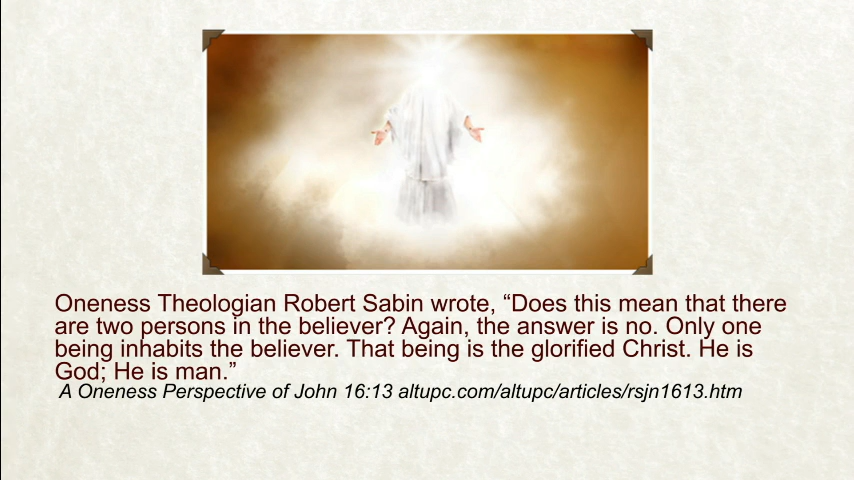 Oneness Theologian Robert Sabin wrote, “Does this mean that there
are two persons in the believer? Again, the answer is no. Only one
being inhabits the believer. That being is the glorified Christ. He is
God; He is man.”
A Oneness Perspective of John 16:13 altupc.com/altupc/articles/rsjn1613.htm